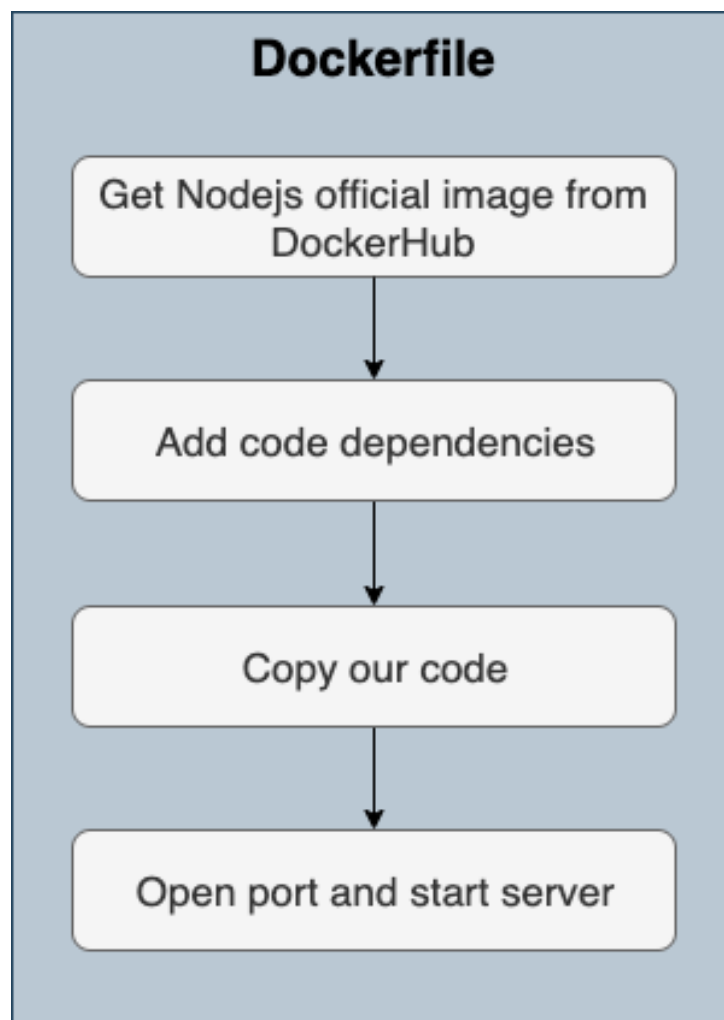 Dockerfile
Get Nodejs official image from
DockerHub
Add code dependencies
Copy our code
Open port and start server